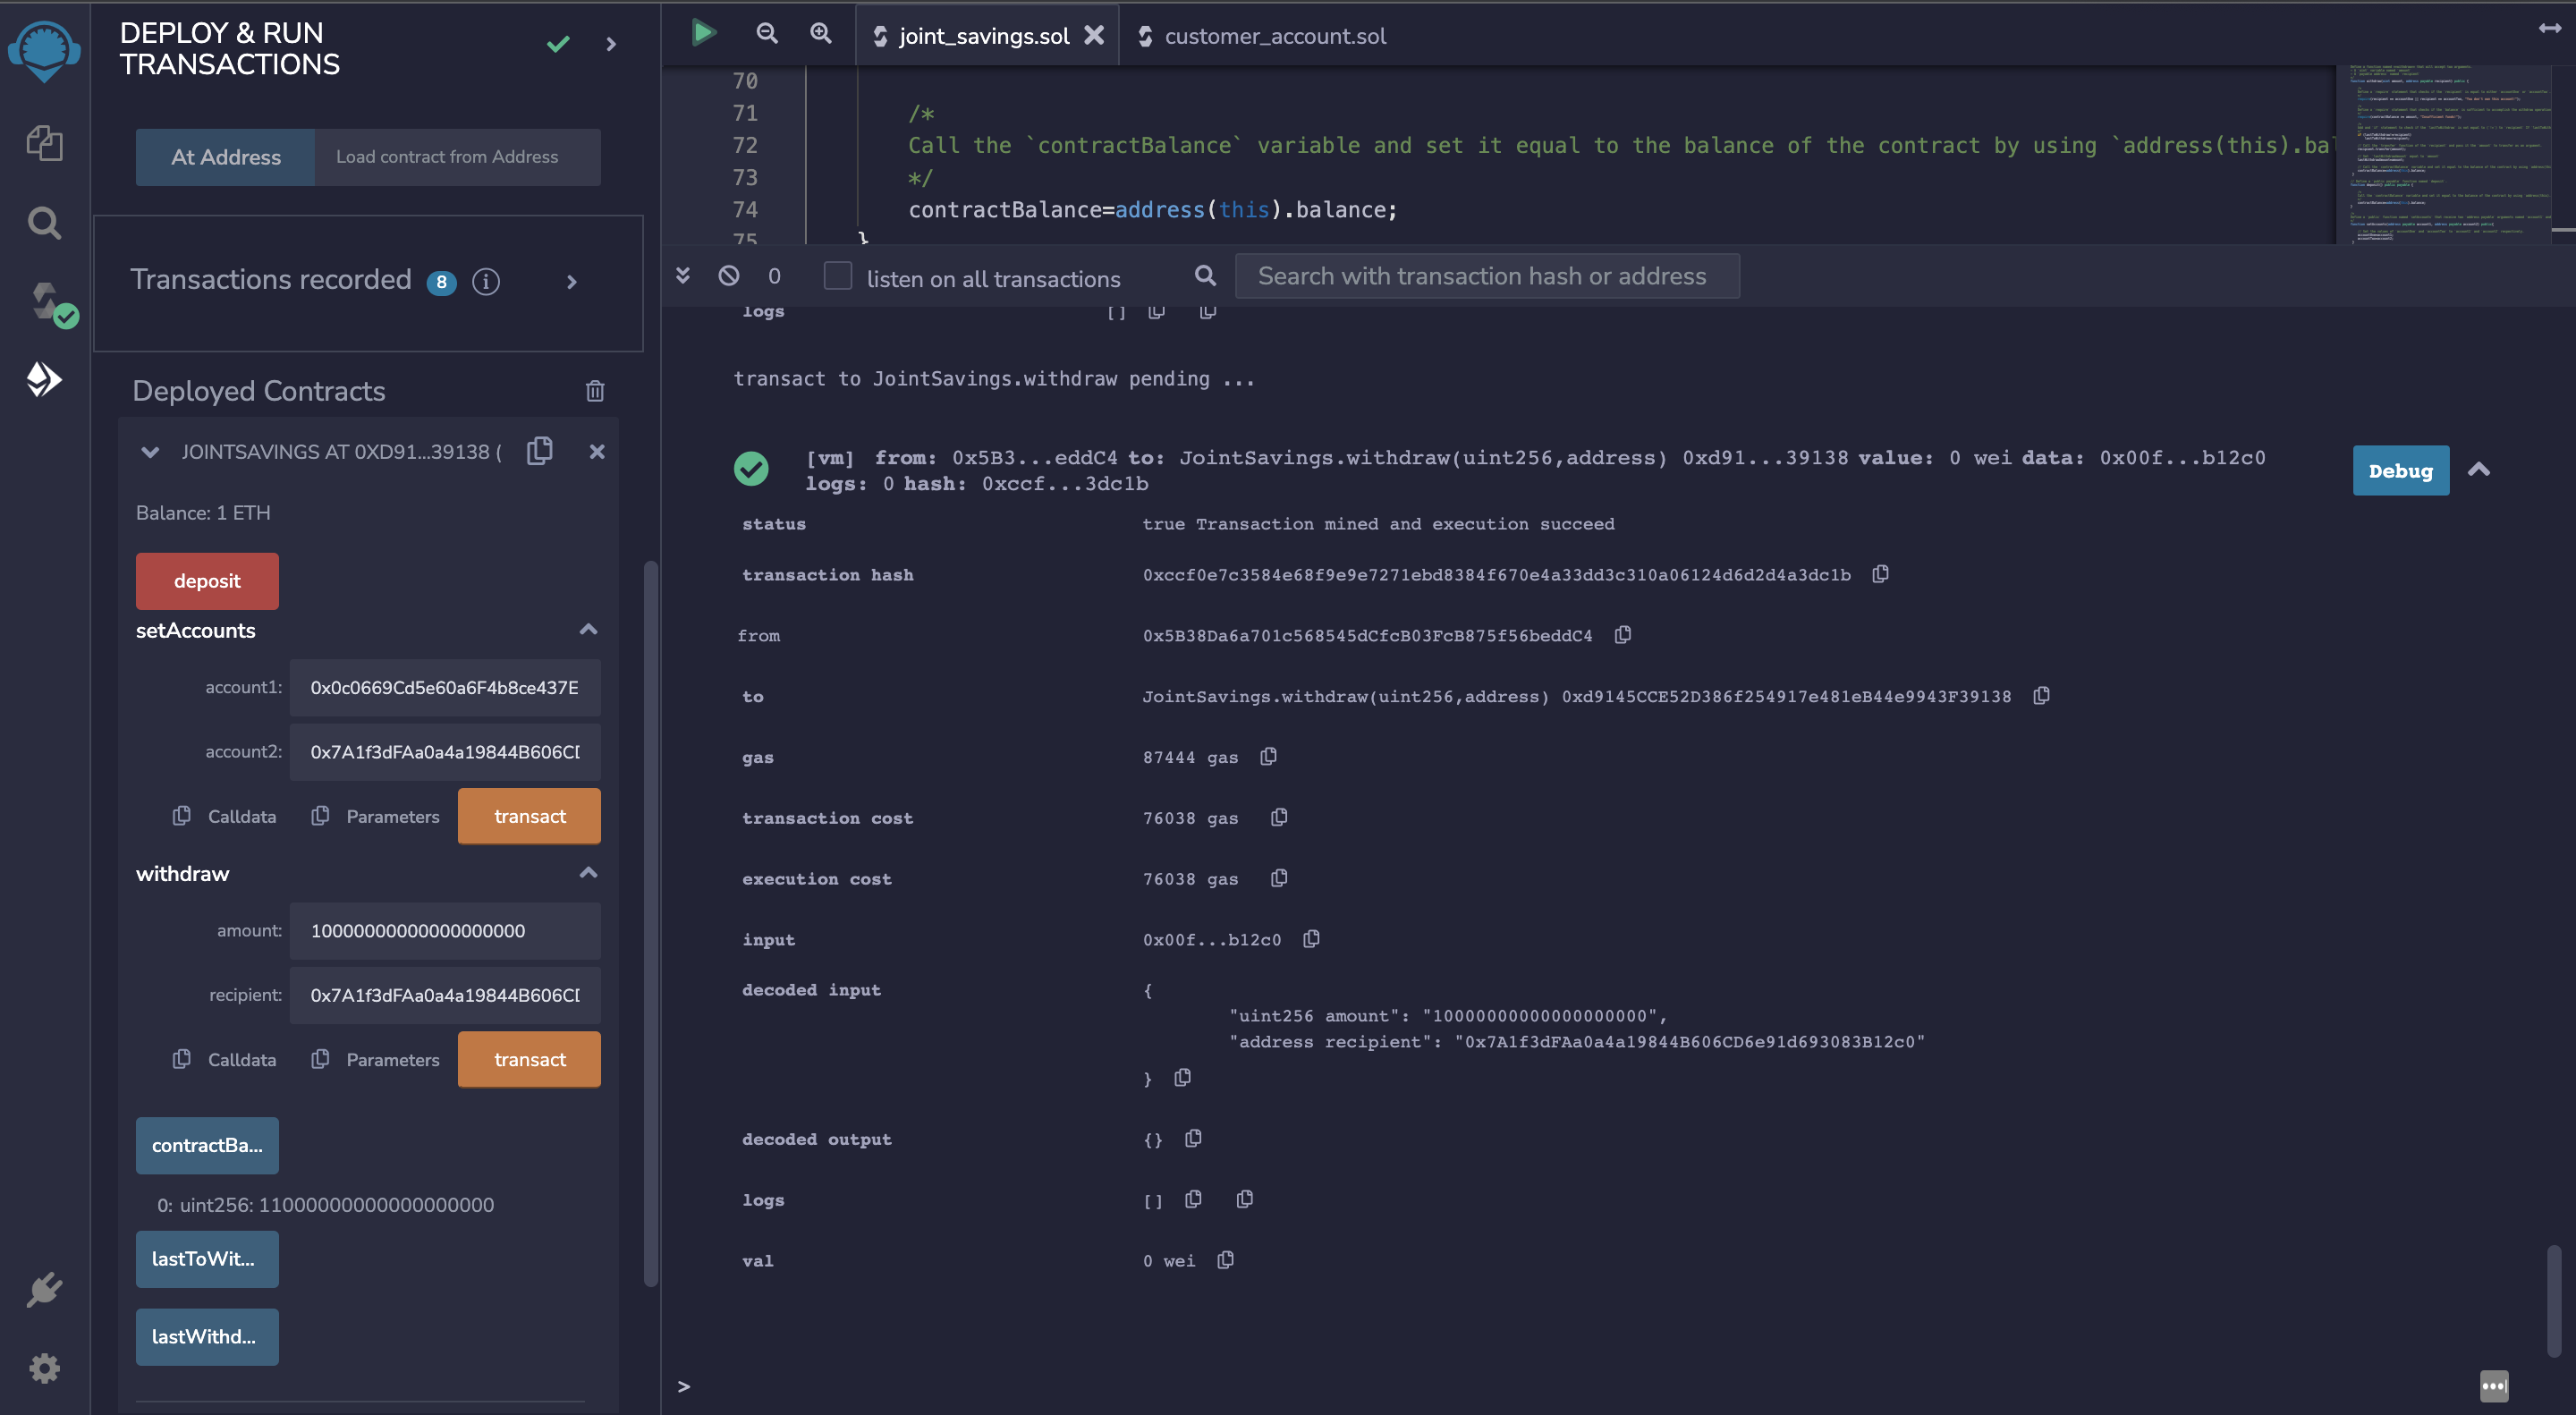 DEPLOY & RUN
TRANSACTIONS
At Address
Load contract from Address
Transactions recorded 8 i
Deployed Contracts
JOINTSAVINGS AT 0XD91...39138 (
Balance: 1 ETH
deposit
setAccounts
account1: 0x0c0669Cd5e60a6F4b8ce437E
account2: 0x7A1f3dFAa0a4a19844B606CD
Calldata Parameters transact
withdraw
amount: 10000000000000000000
recipient: 0x7A1f3dFAa0a4a19844B606CD
Calldata Parameters transact
contractBa...
0: uint256: 11000000000000000000
lastToWit...
lastWithd...
joint_savings.sol
customer_account.sol
70
71 /*
72 Call the `contractBalance` variable and set it equal to the balance of the contract by using `address(this).bal
73 */
74 contractBalance=address(this).balance;
75 }
0 listen on all transactions Search with transaction hash or address
logs [ ]
transact to JointSavings.withdraw pending ...
[vm] from: 0x5B3...eddC4 to: JointSavings.withdraw(uint256,address) 0xd91...39138 value: 0 wei data: 0x00f...b12c0
logs: 0 hash: 0xccf...3dc1b
Debug
status true Transaction mined and execution succeed
transaction hash 0xccf0e7c3584e68f9e9e7271ebd8384f670e4a33dd3c310a06124d6d2d4a3dc1b
from 0x5B38Da6a701c568545dCfcB03FcB875f56beddC4
to JointSavings.withdraw(uint256,address) 0xd9145CCE52D386f254917e481eB44e9943F39138
gas 87444 gas
transaction cost 76038 gas
execution cost 76038 gas
input 0x00f...b12c0
decoded input {
"uint256 amount": "10000000000000000000",
"address recipient": "0x7A1f3dFAa0a4a19844B606CD6e91d693083B12c0"
}
decoded output {}
logs []
val 0 wei
>